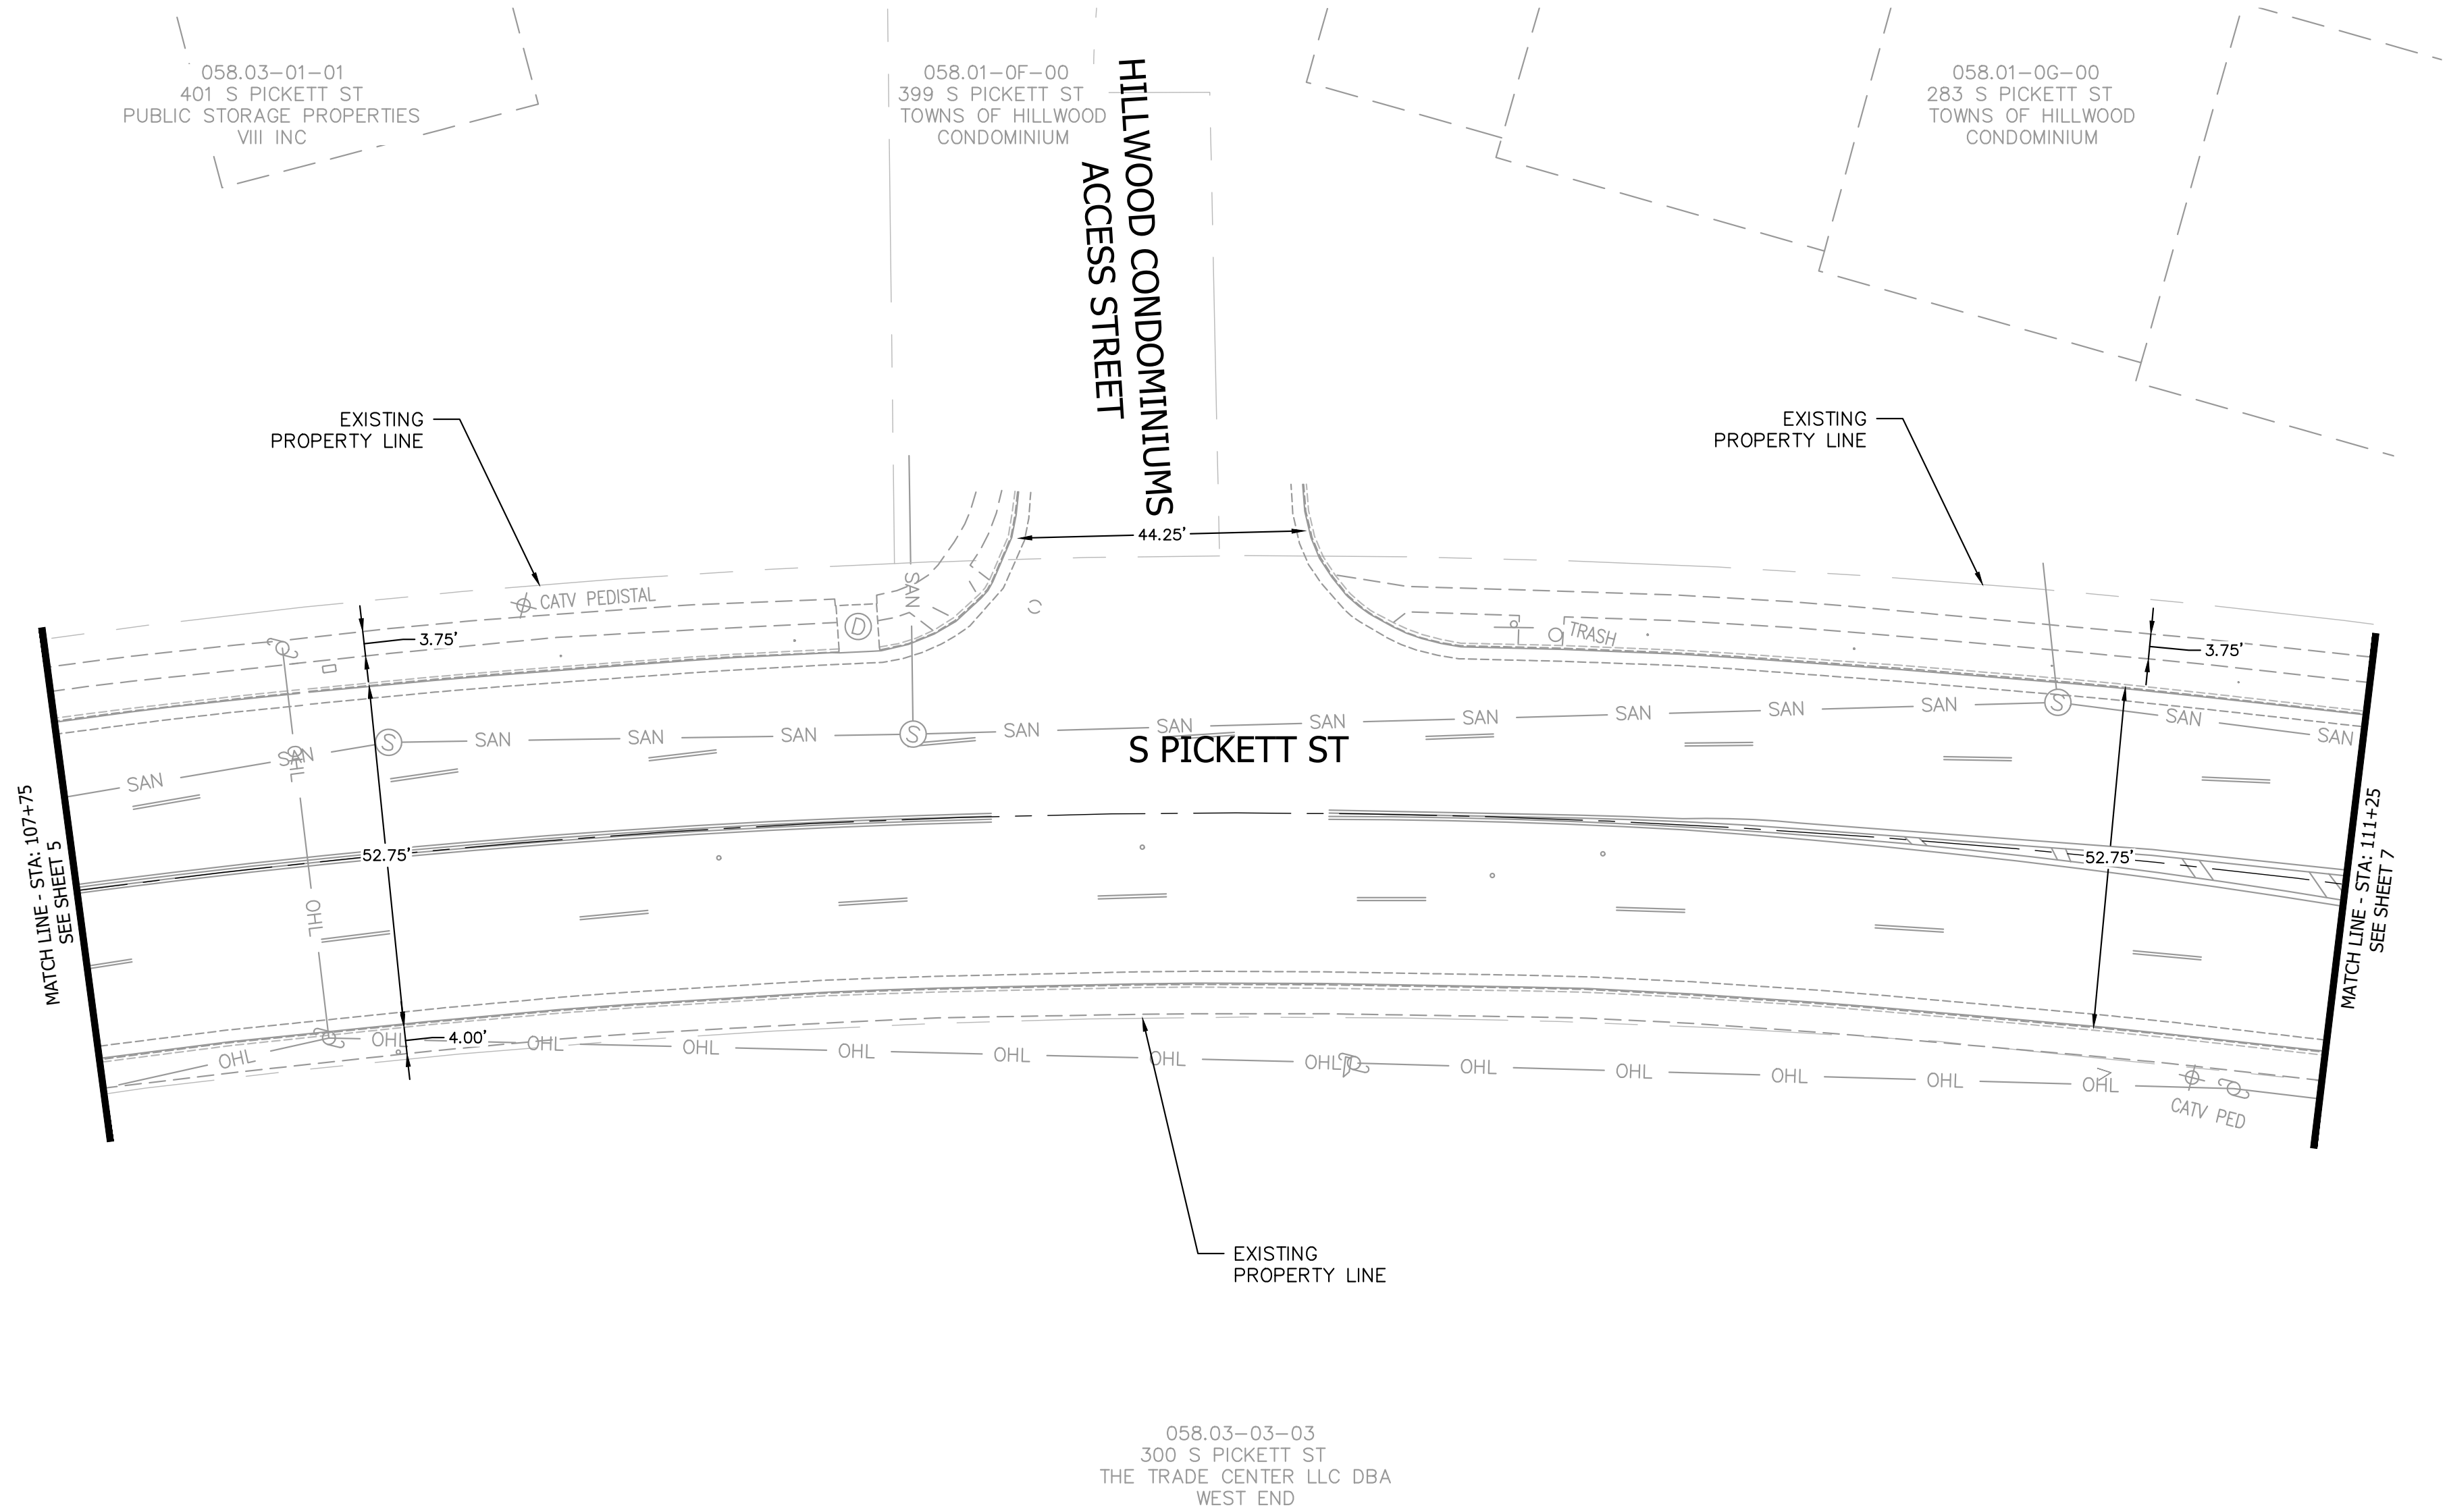 058.03-01-01
401 S PICKETT ST
PUBLIC STORAGE PROPERTIES
VIII INC
058.01-0F-00
399 S PICKETT ST
TOWNS OF HILLWOOD
CONDOMINIUM
HILLWOOD CONDOMINIUMS
ACCESS STREET
058.01-0G-00
283 S PICKETT ST
TOWNS OF HILLWOOD
CONDOMINIUM
EXISTING
PROPERTY LINE
EXISTING
PROPERTY LINE
44.25'
CATV PEDISTAL
SAN
D
TRASH
3.75'
3.75'
S
SAN
SAN
SAN
SAN
S
SAN
SAN
SAN
SAN
SAN
SAN
SAN
S
SAN
SAN
SAN
OHL
S PICKETT ST
MATCH LINE - STA: 107+75
SEE SHEET 5
52.75'
52.75'
MATCH LINE - STA: 111+25
SEE SHEET 7
OHL
4.00'
OHL
OHL
OHL
OHL
OHL
OHL
OHL
OHL
OHL
OHL
OHL
OHL
OHL
CATV PED
EXISTING
PROPERTY LINE
058.03-03-03
300 S PICKETT ST
THE TRADE CENTER LLC DBA
WEST END